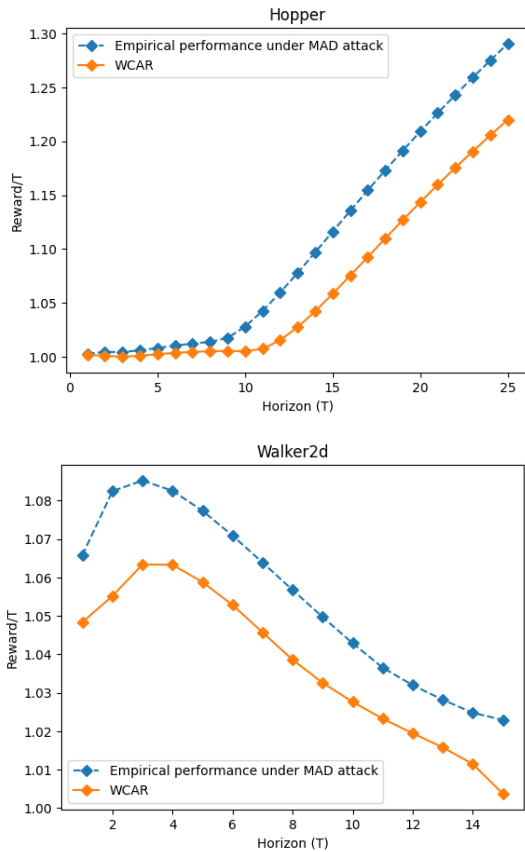 Hopper
1.30
1.25
1.20
1.15
1.10
1.05
1.00
Reward/T
Empirical performance under MAD attack
WCAR
0 5 10 15 20 25
Horizon (T)
Walker2d
1.08
1.07
1.06
1.05
1.04
1.03
1.02
1.01
1.00
Reward/T
Empirical performance under MAD attack
WCAR
2 4 6 8 10 12 14
Horizon (T)